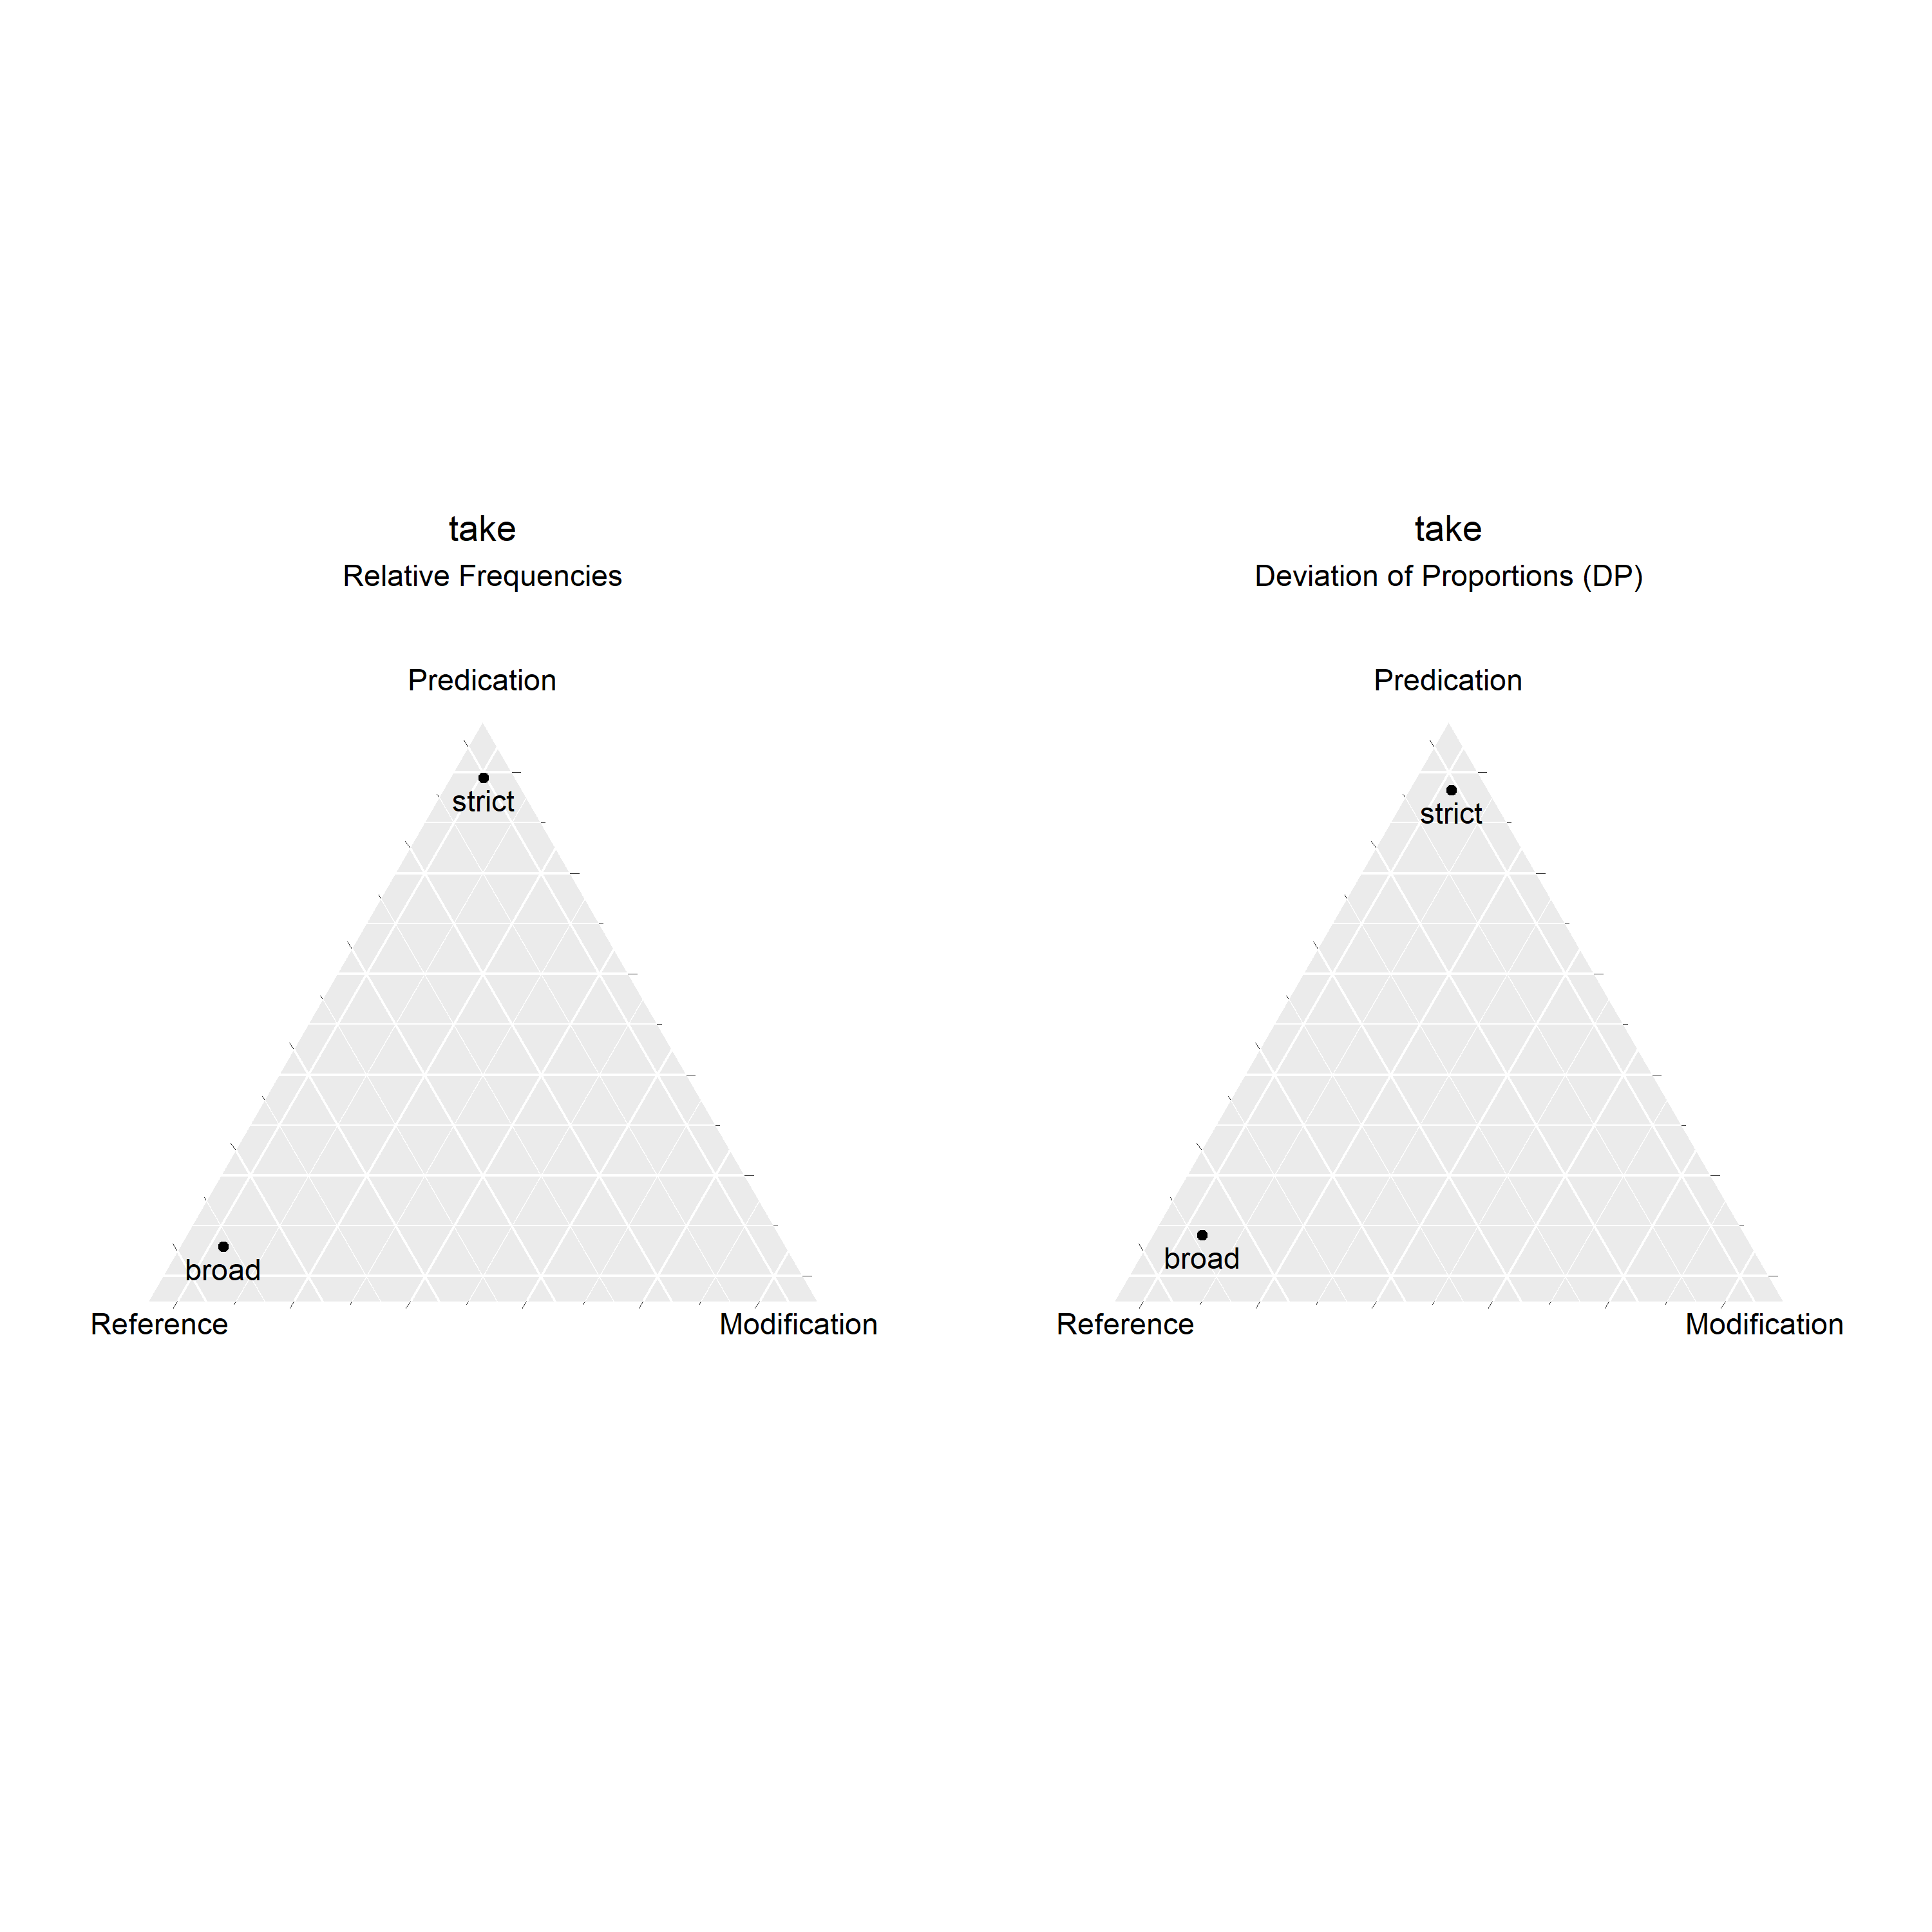 take
Relative Frequencies
Predication
strict
broad
Reference
Modification
take
Deviation of Proportions (DP)
Predication
strict
broad
Reference
Modification